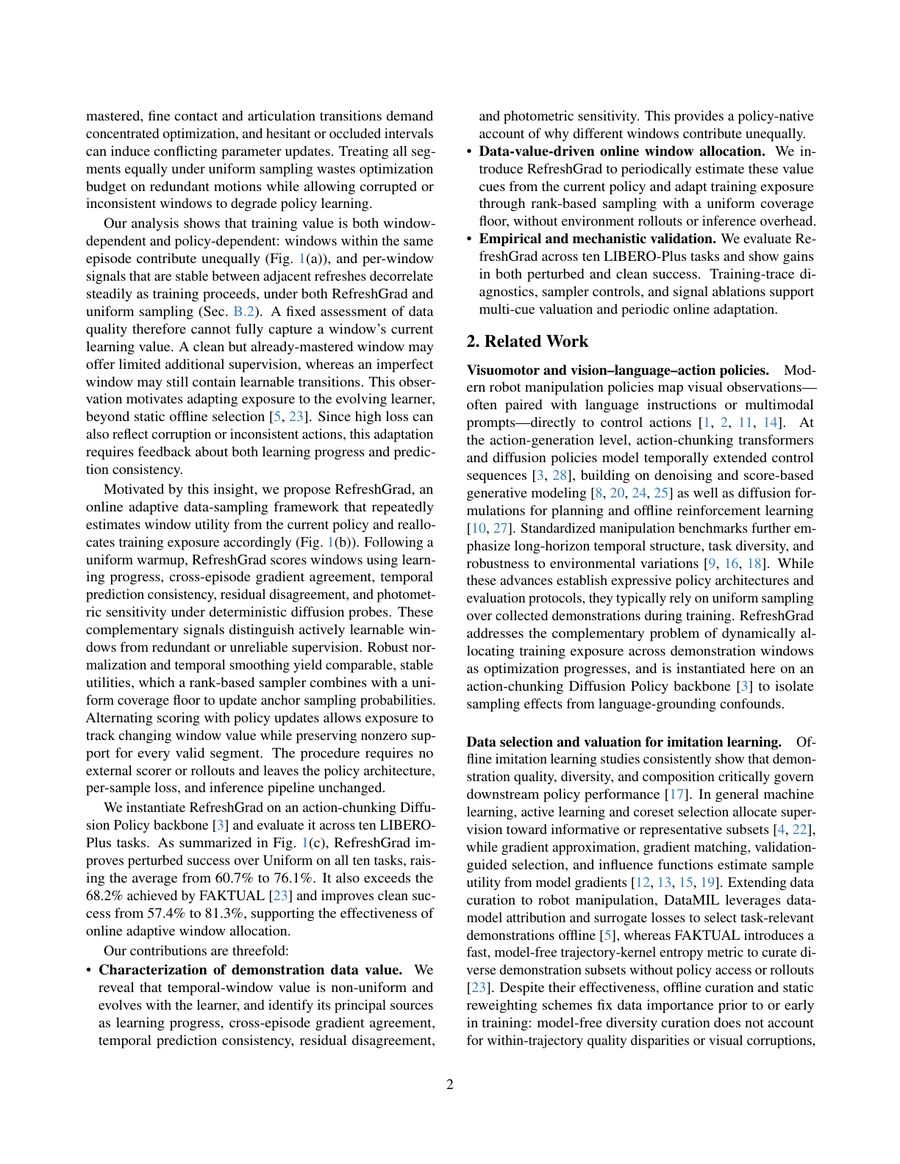 mastered, fine contact and articulation transitions demand
concentrated optimization, and hesitant or occluded intervals
can induce conflicting parameter updates. Treating all seg-
ments equally under uniform sampling wastes optimization
budget on redundant motions while allowing corrupted or
inconsistent windows to degrade policy learning.
Our analysis shows that training value is both window-
dependent and policy-dependent: windows within the same
episode contribute unequally (Fig. 1(a)), and per-window
signals that are stable between adjacent refreshes decorrelate
steadily as training proceeds, under both RefreshGrad and
uniform sampling (Sec. B.2). A fixed assessment of data
quality therefore cannot fully capture a window's current
learning value. A clean but already-mastered window may
offer limited additional supervision, whereas an imperfect
window may still contain learnable transitions. This obser-
vation motivates adapting exposure to the evolving learner,
beyond static offline selection [5, 23]. Since high loss can
also reflect corruption or inconsistent actions, this adaptation
requires feedback about both learning progress and predic-
tion consistency.
Motivated by this insight, we propose RefreshGrad, an
online adaptive data-sampling framework that repeatedly
estimates window utility from the current policy and reallo-
cates training exposure accordingly (Fig. 1(b)). Following a
uniform warmup, RefreshGrad scores windows using learn-
ing progress, cross-episode gradient agreement, temporal
prediction consistency, residual disagreement, and photomet-
ric sensitivity under deterministic diffusion probes. These
complementary signals distinguish actively learnable win-
dows from redundant or unreliable supervision. Robust nor-
malization and temporal smoothing yield comparable, stable
utilities, which a rank-based sampler combines with a uni-
form coverage floor to update anchor sampling probabilities.
Alternating scoring with policy updates allows exposure to
track changing window value while preserving nonzero sup-
port for every valid segment. The procedure requires no
external scorer or rollouts and leaves the policy architecture,
per-sample loss, and inference pipeline unchanged.
We instantiate RefreshGrad on an action-chunking Diffu-
sion Policy backbone [3] and evaluate it across ten LIBERO-
Plus tasks. As summarized in Fig. 1(c), RefreshGrad im-
proves perturbed success over Uniform on all ten tasks, rais-
ing the average from 60.7% to 76.1%. It also exceeds the
68.2% achieved by FAKTUAL [23] and improves clean suc-
cess from 57.4% to 81.3%, supporting the effectiveness of
online adaptive window allocation.
Our contributions are threefold:
• Characterization of demonstration data value. We
reveal that temporal-window value is non-uniform and
evolves with the learner, and identify its principal sources
as learning progress, cross-episode gradient agreement,
temporal prediction consistency, residual disagreement,
and photometric sensitivity. This provides a policy-native
account of why different windows contribute unequally.
• Data-value-driven online window allocation. We in-
troduce RefreshGrad to periodically estimate these value
cues from the current policy and adapt training exposure
through rank-based sampling with a uniform coverage
floor, without environment rollouts or inference overhead.
• Empirical and mechanistic validation. We evaluate Re-
freshGrad across ten LIBERO-Plus tasks and show gains
in both perturbed and clean success. Training-trace di-
agnostics, sampler controls, and signal ablations support
multi-cue valuation and periodic online adaptation.
2. Related Work
Visuomotor and vision–language–action policies. Mod-
ern robot manipulation policies map visual observations—
often paired with language instructions or multimodal
prompts—directly to control actions [1, 2, 11, 14]. At
the action-generation level, action-chunking transformers
and diffusion policies model temporally extended control
sequences [3, 28], building on denoising and score-based
generative modeling [8, 20, 24, 25] as well as diffusion for-
mulations for planning and offline reinforcement learning
[10, 27]. Standardized manipulation benchmarks further em-
phasize long-horizon temporal structure, task diversity, and
robustness to environmental variations [9, 16, 18]. While
these advances establish expressive policy architectures and
evaluation protocols, they typically rely on uniform sampling
over collected demonstrations during training. RefreshGrad
addresses the complementary problem of dynamically al-
locating training exposure across demonstration windows
as optimization progresses, and is instantiated here on an
action-chunking Diffusion Policy backbone [3] to isolate
sampling effects from language-grounding confounds.
Data selection and valuation for imitation learning. Of-
fline imitation learning studies consistently show that demon-
stration quality, diversity, and composition critically govern
downstream policy performance [17]. In general machine
learning, active learning and coreset selection allocate super-
vision toward informative or representative subsets [4, 22],
while gradient approximation, gradient matching, validation-
guided selection, and influence functions estimate sample
utility from model gradients [12, 13, 15, 19]. Extending data
curation to robot manipulation, DataMIL leverages data-
model attribution and surrogate losses to select task-relevant
demonstrations offline [5], whereas FAKTUAL introduces a
fast, model-free trajectory-kernel entropy metric to curate di-
verse demonstration subsets without policy access or rollouts
[23]. Despite their effectiveness, offline curation and static
reweighting schemes fix data importance prior to or early
in training: model-free diversity curation does not account
for within-trajectory quality disparities or visual corruptions,
2